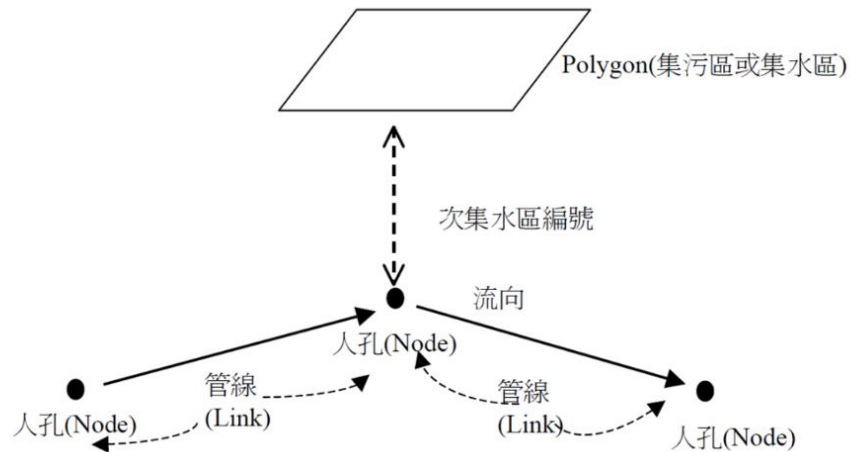 Polygon(集污區或集水區)
次集水區編號
流向
人孔(Node)
管線
(Link)
管線
(Link)
人孔(Node)
人孔(Node)